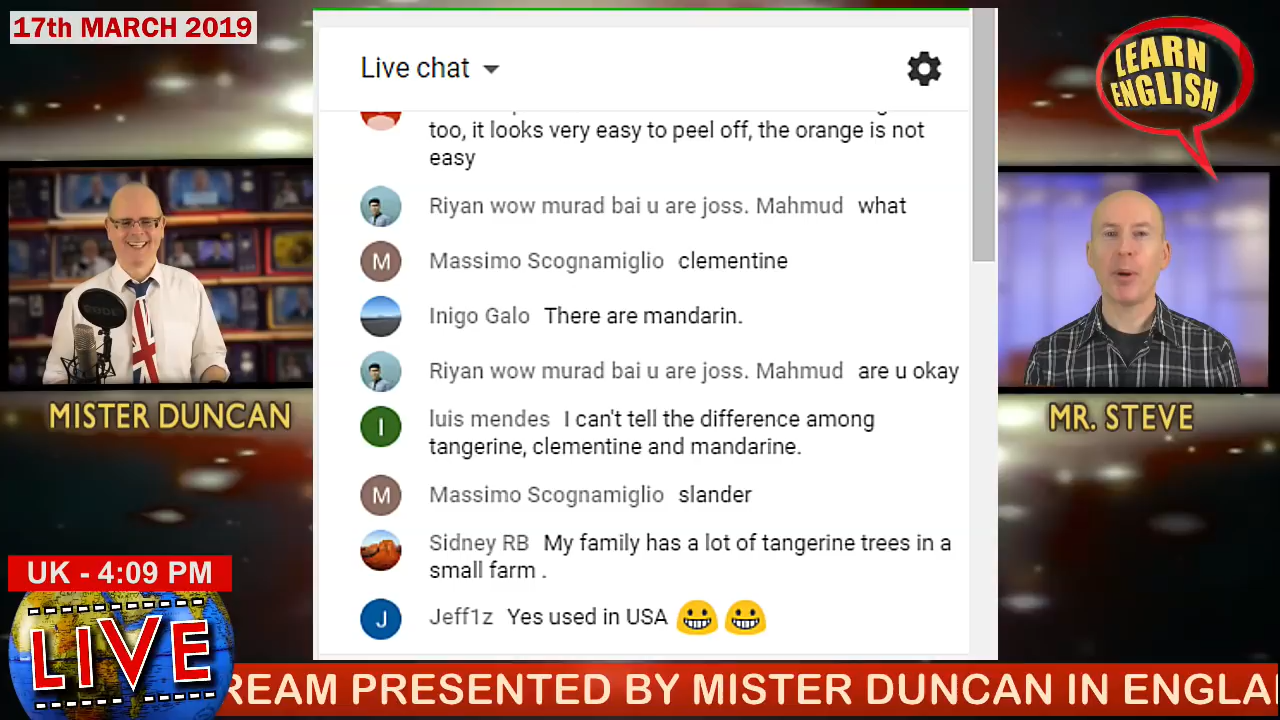 17th MARCH 2019
LEARN
ENGLISH
Live chat
too, it looks very easy to peel off, the orange is not
easy
Riyan wow murad bai u are joss. Mahmud what
M Massimo Scognamiglio clementine
Inigo Galo There are mandarin.
Riyan wow murad bai u are joss. Mahmud are u okay
l luis mendes I can't tell the difference among
tangerine, clementine and mandarine.
M Massimo Scognamiglio slander
Sidney RB My family has a lot of tangerine trees in a
small farm .
J Jeff1z Yes used in USA 😬 😬
MISTER DUNCAN
MR. STEVE
UK - 4:09 PM
LIVE
REAM PRESENTED BY MISTER DUNCAN IN ENGLA